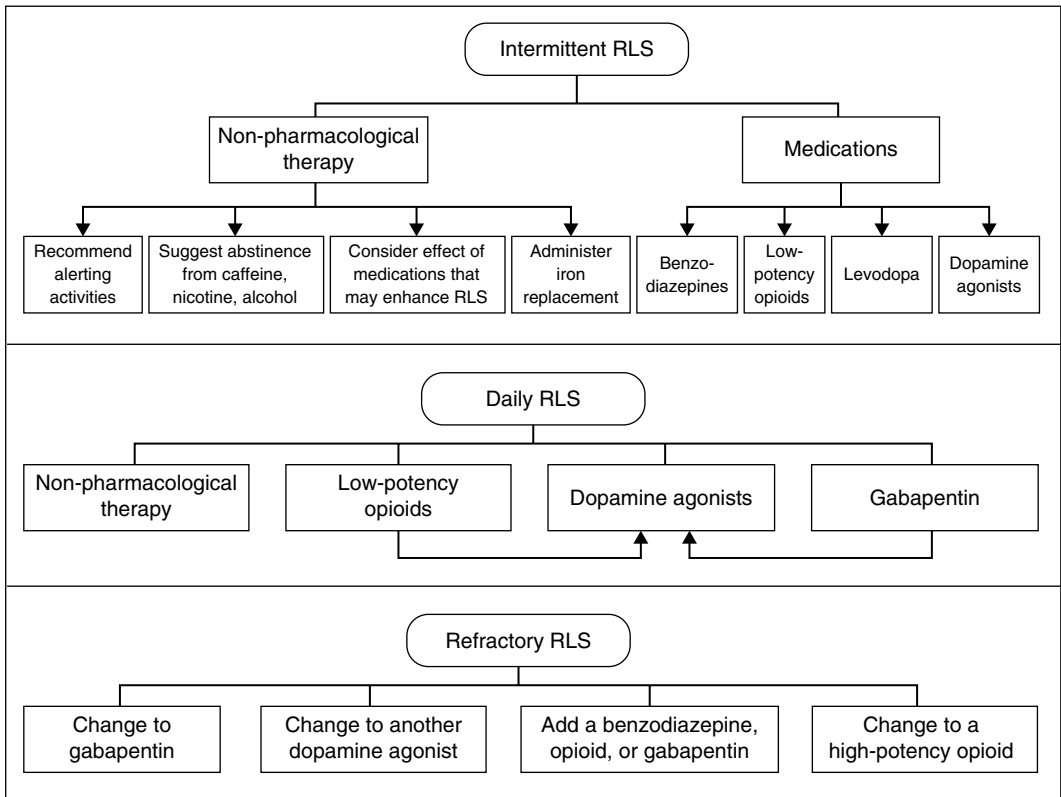 Intermittent RLS
Non-pharmacological
therapy
Medications
Recommend
alerting
activities
Suggest abstinence
from caffeine,
nicotine, alcohol
Consider effect of
medications that
may enhance RLS
Administer
iron
replacement
Benzo-
diazepines
Low-
potency
opioids
Levodopa
Dopamine
agonists
Daily RLS
Non-pharmacological
therapy
Low-potency
opioids
Dopamine agonists
Gabapentin
Refractory RLS
Change to
gabapentin
Change to another
dopamine agonist
Add a benzodiazepine,
opioid, or gabapentin
Change to a
high-potency opioid